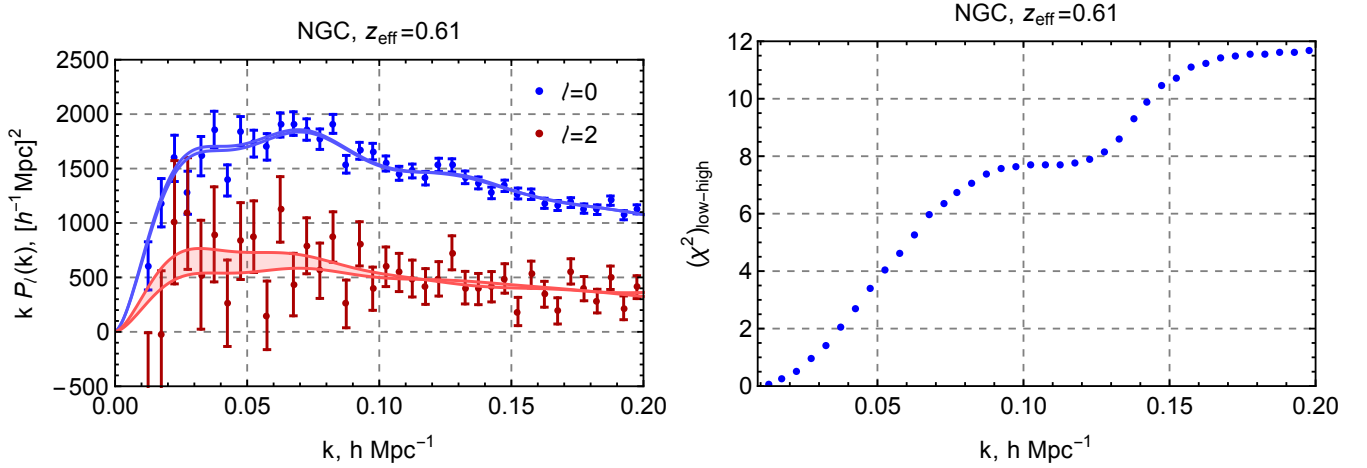 NGC, z_eff=0.61
k P_l(k), [h⁻¹ Mpc]²
2500
2000
1500
1000
500
0
−500
l=0
l=2
0.00 0.05 0.10 0.15 0.20
k, h Mpc⁻¹
NGC, z_eff=0.61
(χ²)_low−high
12
10
8
6
4
2
0
0.05 0.10 0.15 0.20
k, h Mpc⁻¹